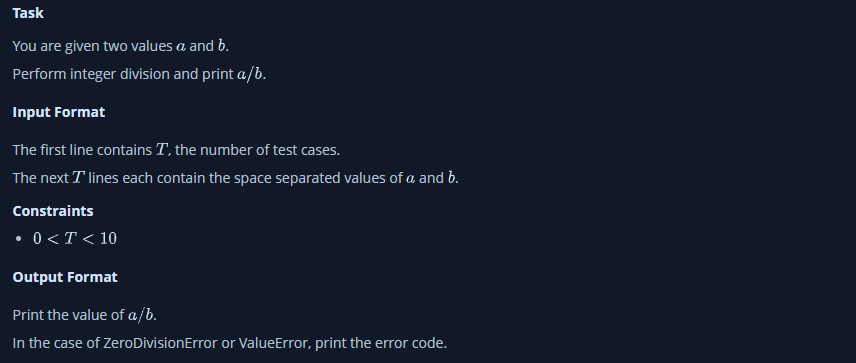 Task
You are given two values a and b.
Perform integer division and print a/b.
Input Format
The first line contains T, the number of test cases.
The next T lines each contain the space separated values of a and b.
Constraints
• 0 < T < 10
Output Format
Print the value of a/b.
In the case of ZeroDivisionError or ValueError, print the error code.